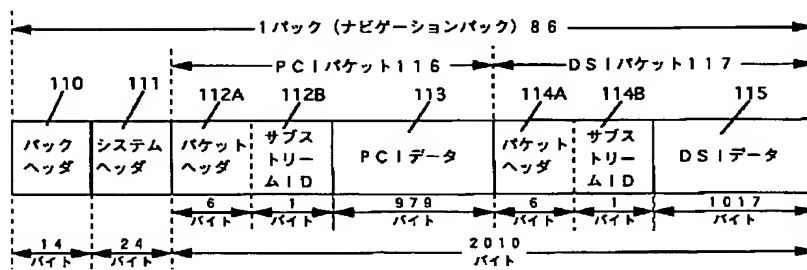 1パック（ナビゲーションパック）86
PCIパケット116
DSIパケット117
110
111
112A
112B
113
114A
114B
115
パック
ヘッダ
システム
ヘッダ
パケット
ヘッダ
サブス
トリー
ムID
PCIデータ
パケット
ヘッダ
サブス
トリー
ムID
DSIデータ
6
バイト
1
バイト
979
バイト
6
バイト
1
バイト
1017
バイト
14
バイト
24
バイト
2010
バイト